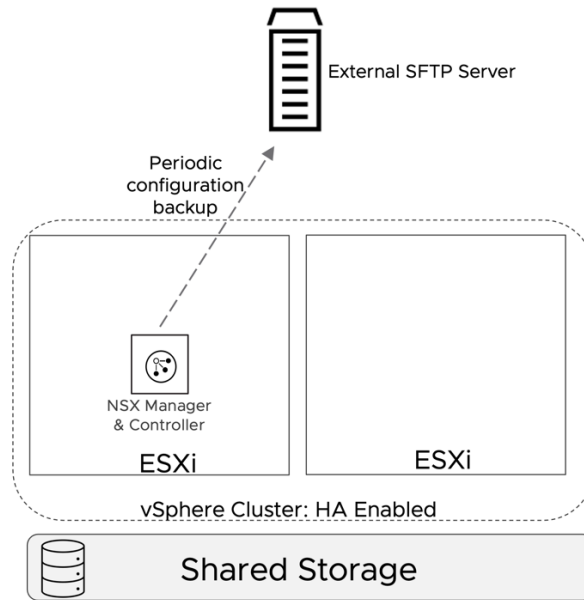 External SFTP Server
Periodic
configuration
backup
NSX Manager
& Controller
ESXi
ESXi
vSphere Cluster: HA Enabled
Shared Storage